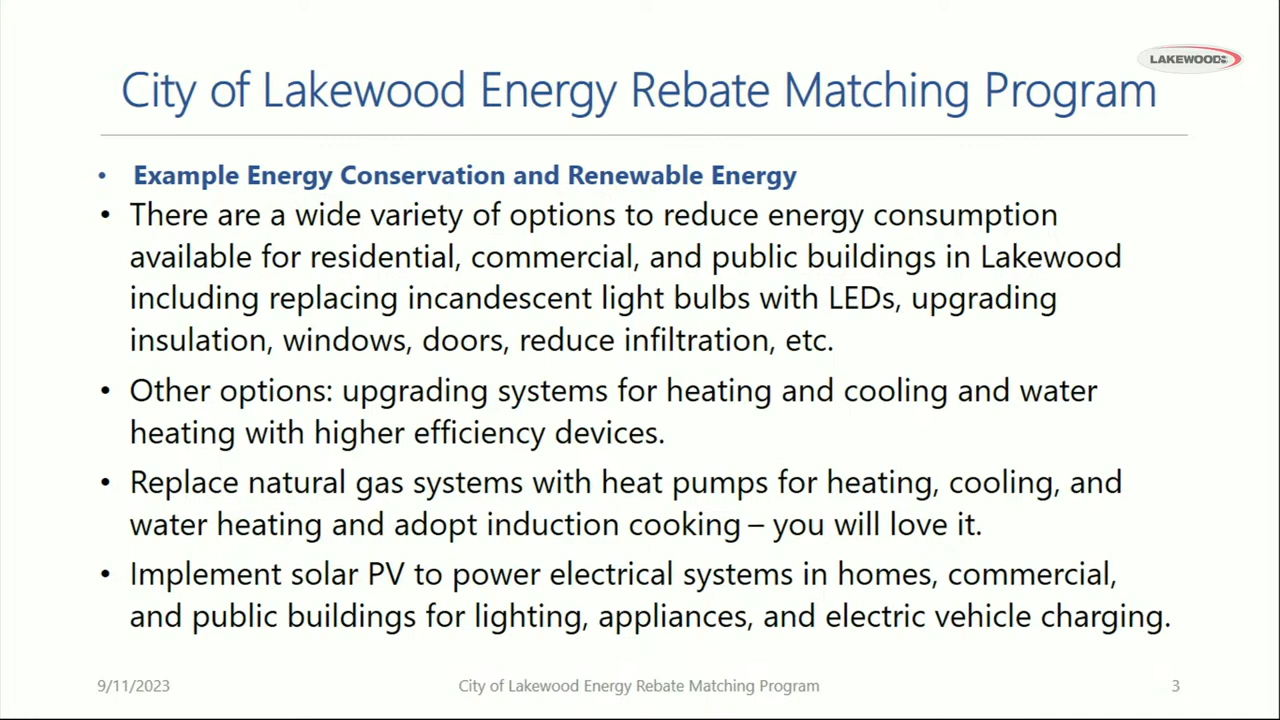 LAKEWOOD
City of Lakewood Energy Rebate Matching Program
• Example Energy Conservation and Renewable Energy
• There are a wide variety of options to reduce energy consumption
available for residential, commercial, and public buildings in Lakewood
including replacing incandescent light bulbs with LEDs, upgrading
insulation, windows, doors, reduce infiltration, etc.
• Other options: upgrading systems for heating and cooling and water
heating with higher efficiency devices.
• Replace natural gas systems with heat pumps for heating, cooling, and
water heating and adopt induction cooking – you will love it.
• Implement solar PV to power electrical systems in homes, commercial,
and public buildings for lighting, appliances, and electric vehicle charging.
9/11/2023 City of Lakewood Energy Rebate Matching Program 3